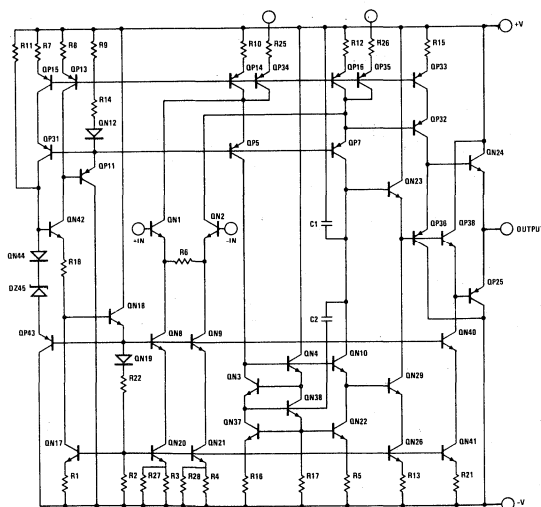 +V
R11
R7
R8
R9
R10
R25
R12
R26
R15
QP15
QP13
QP14
QP34
QP16
QP35
QP33
R14
QN12
QP32
QP31
QP11
QP5
QP7
QN24
QN23
QN42
QN1
QN2
C1
QP36
QP38
OUTPUT
+IN
-IN
QN44
R18
R6
DZ45
QP25
QN18
C2
QP43
QN8
QN9
QN40
QN19
QN4
QN10
R22
QN3
QN29
QN38
QN17
QN20
QN21
QN37
QN22
QN26
QN41
R1
R2
R27
R3
R28
R4
R16
R17
R5
R13
R21
-V